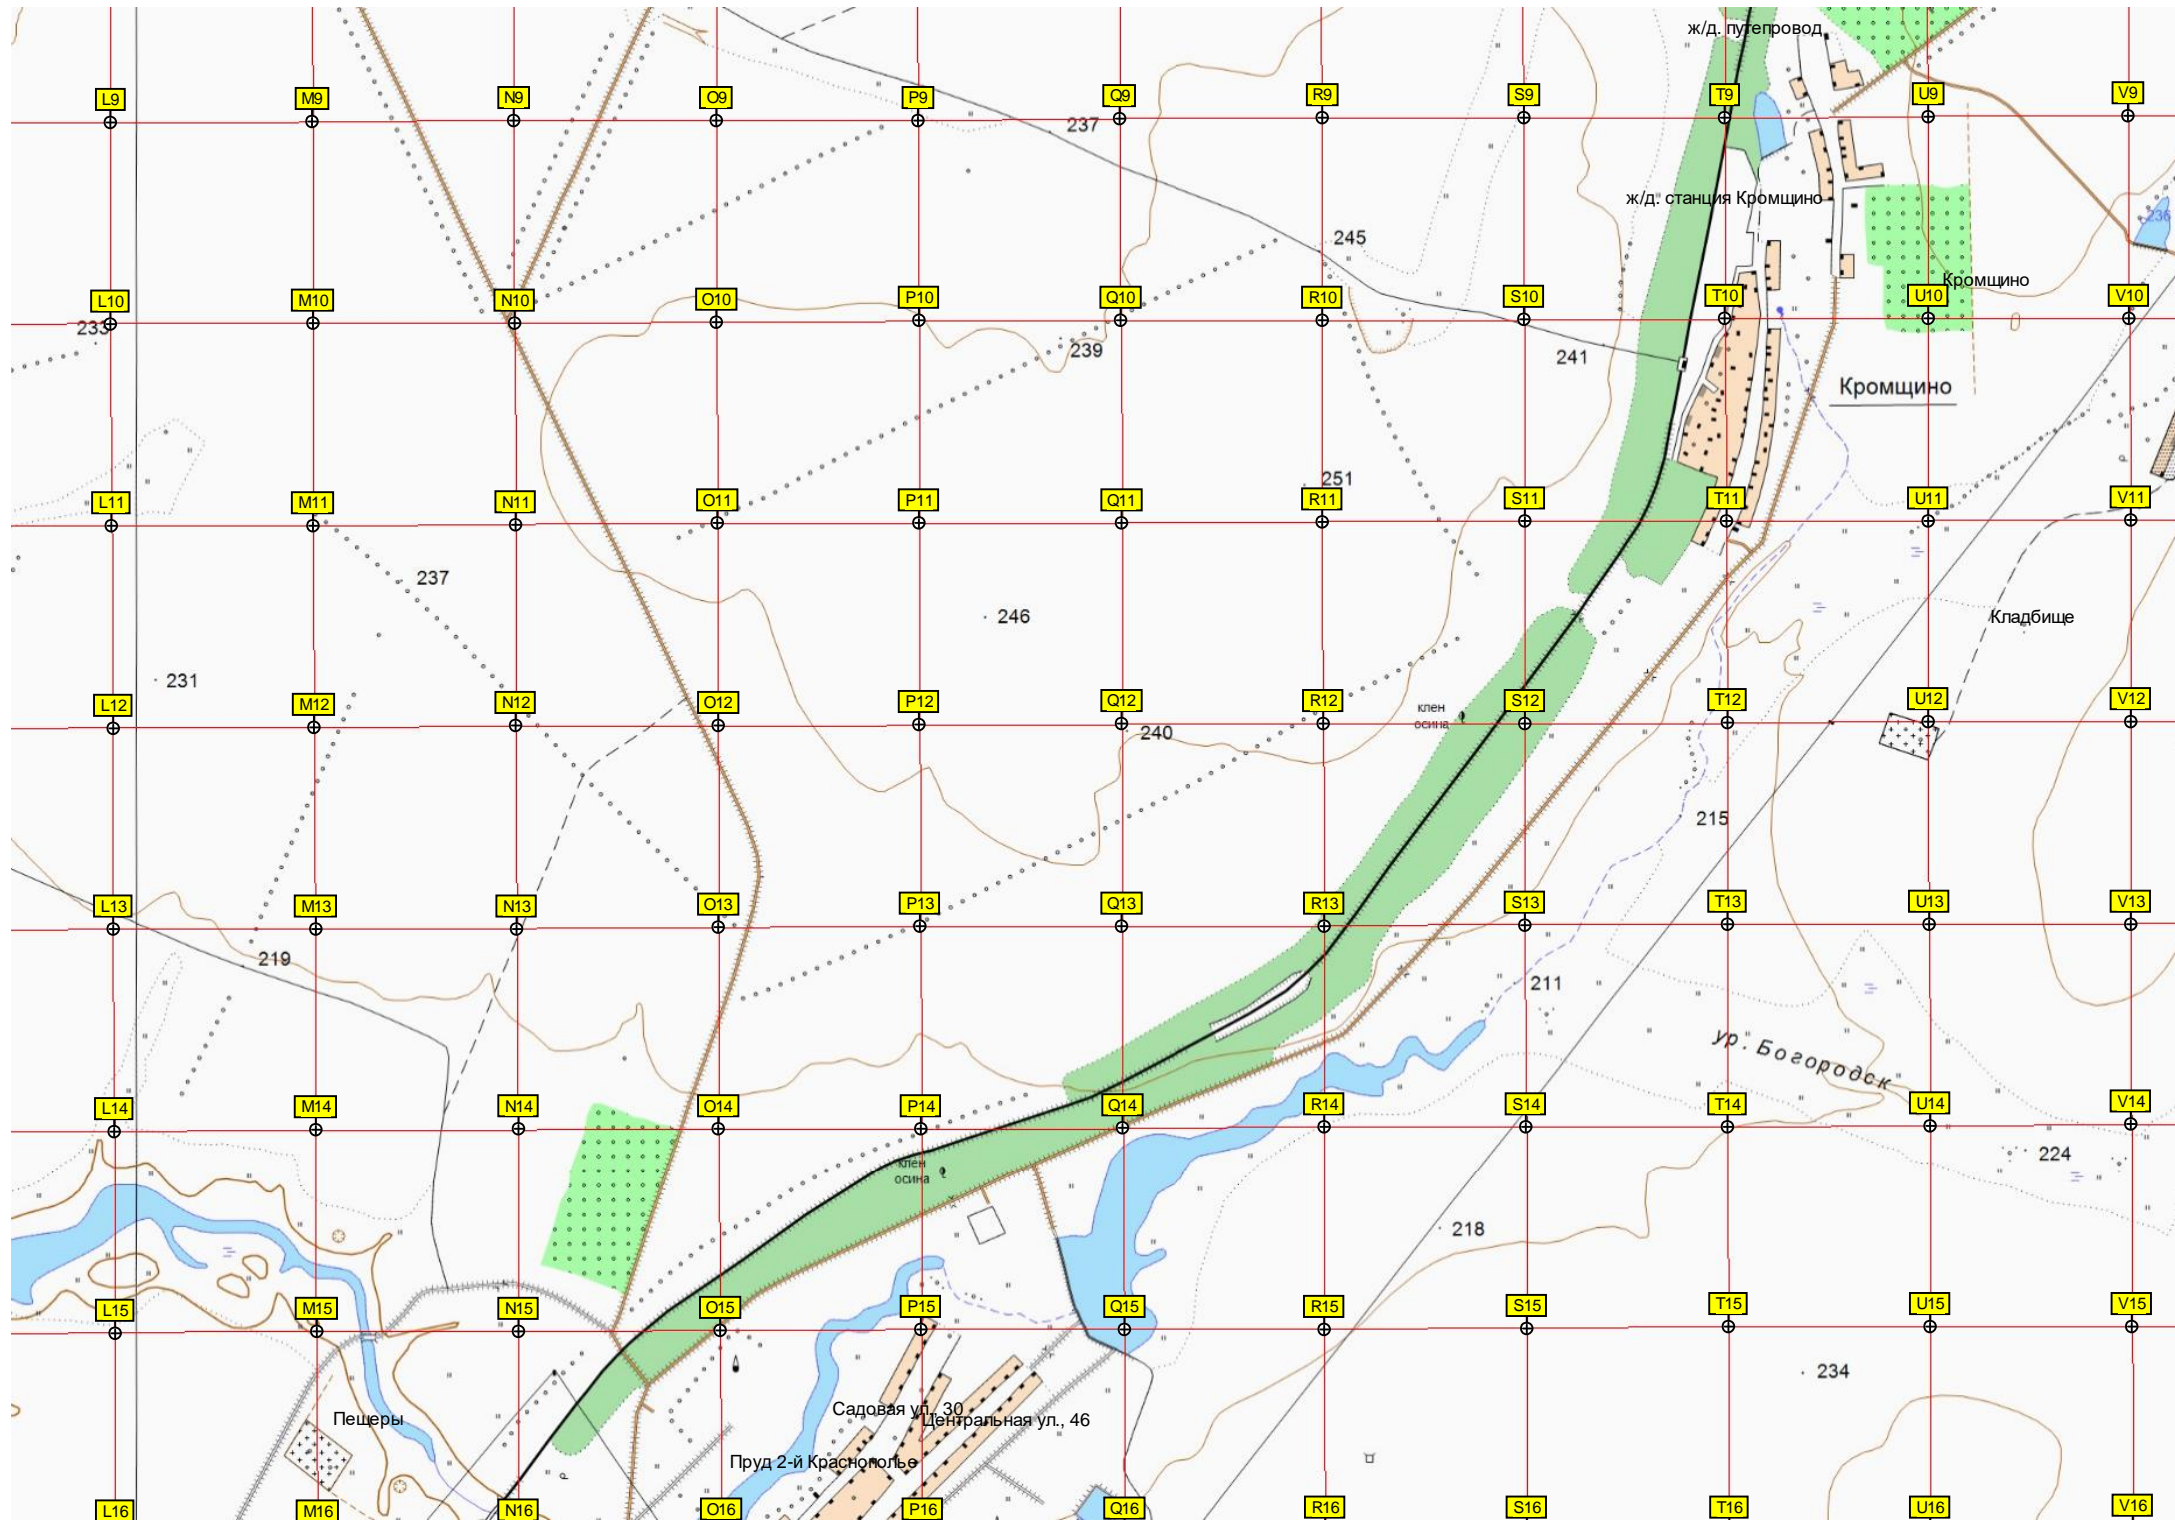 ж/д. путепровод
L9 M9 N9 O9 P9 Q9 R9 S9 T9 U9 V9
237
ж/д. станция Кромщино
236
245
Кромщино
L10 M10 N10 O10 P10 Q10 R10 S10 T10 U10 V10
233
239
241
Кромщино
251
L11 M11 N11 O11 P11 Q11 R11 S11 T11 U11 V11
237
246
Кладбище
231
L12 M12 N12 O12 P12 Q12 R12 S12 T12 U12 V12
клен
осина
240
215
L13 M13 N13 O13 P13 Q13 R13 S13 T13 U13 V13
219
211
ур. Богородск
L14 M14 N14 O14 P14 Q14 R14 S14 T14 U14 V14
224
клен
осина
218
L15 M15 N15 O15 P15 Q15 R15 S15 T15 U15 V15
234
Садовая ул., 30
Пещеры
Центральная ул., 46
Пруд 2-й Краснополье
L16 M16 N16 O16 P16 Q16 R16 S16 T16 U16 V16